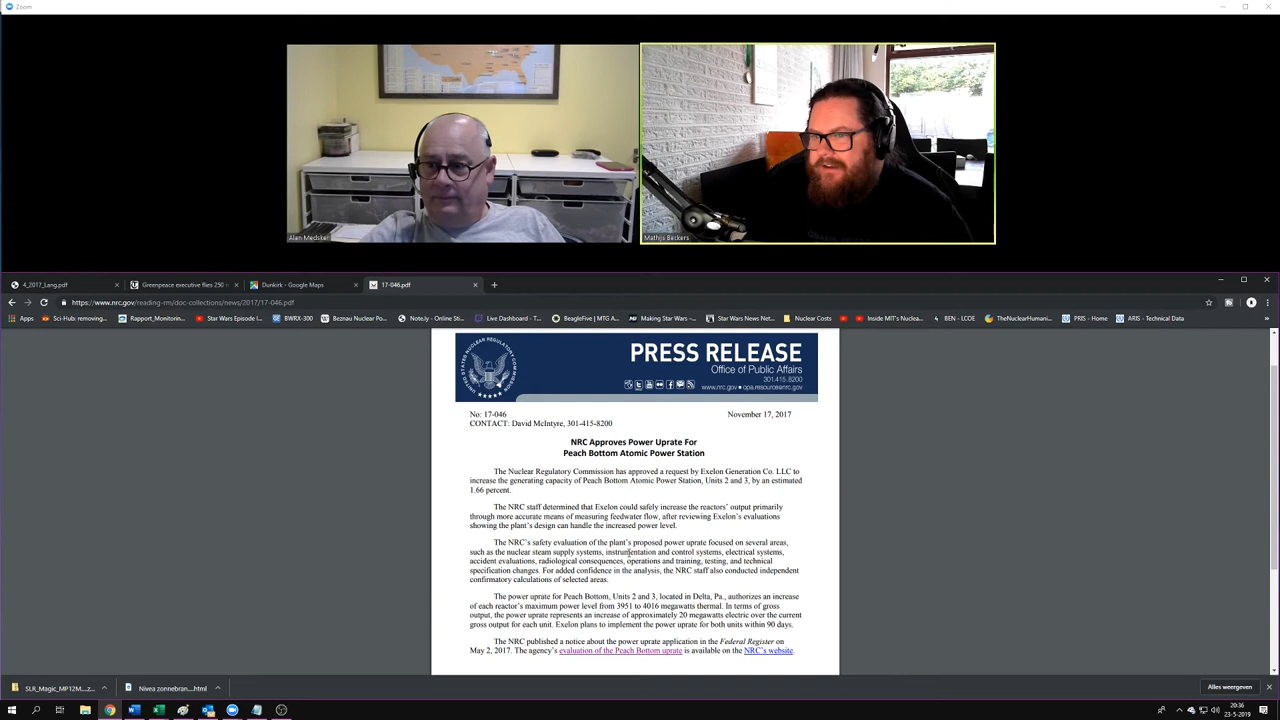 Zoom
Alan Medsker
Mathijs Beckers
4_2017_Lang.pdf
Greenpeace executive flies 250 m
Dunkirk - Google Maps
17-046.pdf
https://www.nrc.gov/reading-rm/doc-collections/news/2017/17-046.pdf
Apps
Sci-Hub: removing...
Rapport_Monitorin...
Star Wars Episode I...
BWRX-300
Beznau Nuclear Po...
Note.ly - Online Sti...
Live Dashboard - T...
BeagleFive | MTG A...
Making Star Wars –...
Star Wars News Net...
Nuclear Costs
Inside MIT's Nuclea...
BEN - LCOE
TheNuclearHumani...
PRIS - Home
ARIS - Technical Data
PRESS RELEASE
Office of Public Affairs
301.415.8200
www.nrc.gov ■ opa.resource@nrc.gov
No: 17-046
November 17, 2017
CONTACT: David McIntyre, 301-415-8200
NRC Approves Power Uprate For
Peach Bottom Atomic Power Station
The Nuclear Regulatory Commission has approved a request by Exelon Generation Co. LLC to
increase the generating capacity of Peach Bottom Atomic Power Station, Units 2 and 3, by an estimated
1.66 percent.
The NRC staff determined that Exelon could safely increase the reactors' output primarily
through more accurate means of measuring feedwater flow, after reviewing Exelon's evaluations
showing the plant's design can handle the increased power level.
The NRC's safety evaluation of the plant's proposed power uprate focused on several areas,
such as the nuclear steam supply systems, instrumentation and control systems, electrical systems,
accident evaluations, radiological consequences, operations and training, testing, and technical
specification changes. For added confidence in the analysis, the NRC staff also conducted independent
confirmatory calculations of selected areas.
The power uprate for Peach Bottom, Units 2 and 3, located in Delta, Pa., authorizes an increase
of each reactor's maximum power level from 3951 to 4016 megawatts thermal. In terms of gross
output, the power uprate represents an increase of approximately 20 megawatts electric over the current
gross output for each unit. Exelon plans to implement the power uprate for both units within 90 days.
The NRC published a notice about the power uprate application in the Federal Register on
May 2, 2017. The agency's evaluation of the Peach Bottom uprate is available on the NRC's website.
SLR_Magic_MP12M....z...
Nivea zonnebran....html
Alles weergeven
20:36
23-5-2019